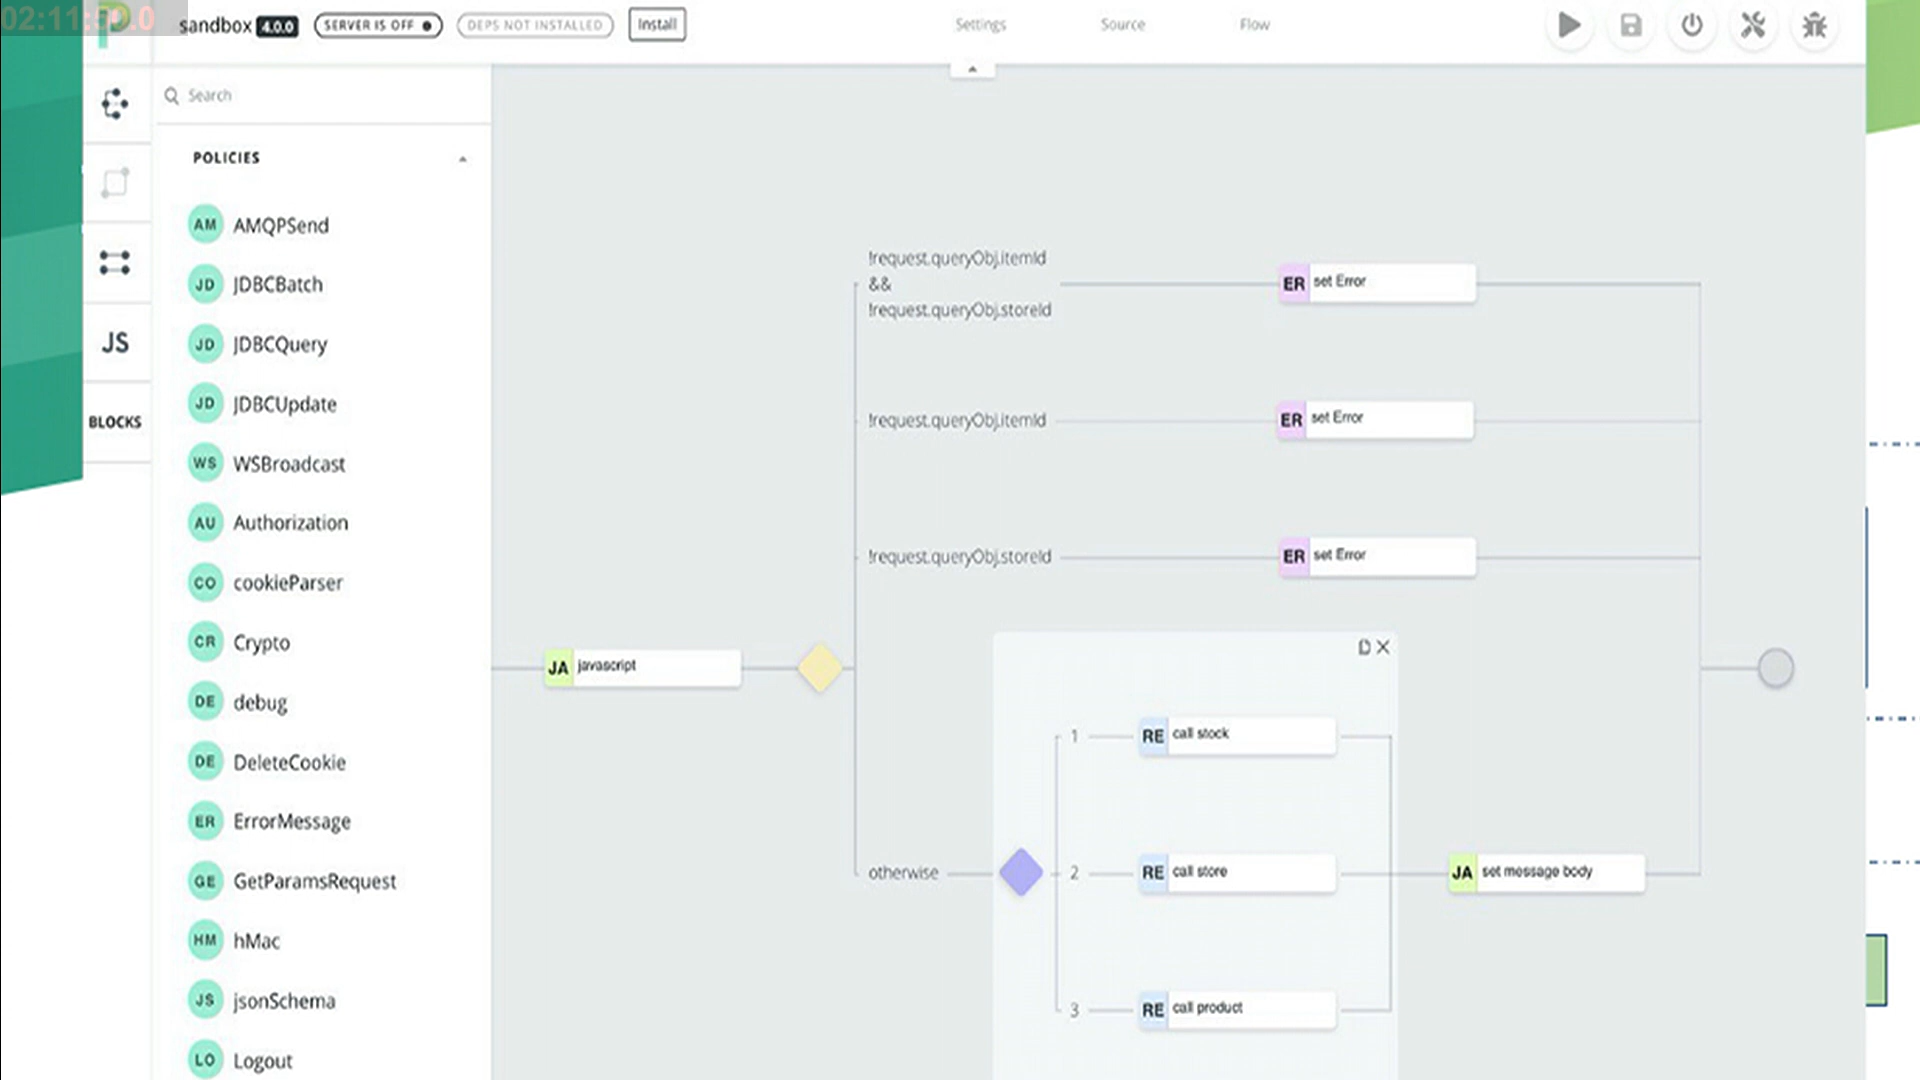 sandbox 4.0.0 SERVER IS OFF DEPS NOT INSTALLED Install Settings Source Flow
Search
POLICIES
AM AMQPSend
JD JDBCBatch
JD JDBCQuery
JD JDBCUpdate
WS WSBroadcast
AU Authorization
CO cookieParser
CR Crypto
DE debug
DE DeleteCookie
ER ErrorMessage
GE GetParamsRequest
HM hMac
JS jsonSchema
LO Logout
JS
BLOCKS
!request.queryObj.itemId
&&
!request.queryObj.storeId
ER set Error
!request.queryObj.itemId
ER set Error
!request.queryObj.storeId
ER set Error
JA javascript
otherwise
1 RE call stock
2 RE call store
3 RE call product
JA set message body